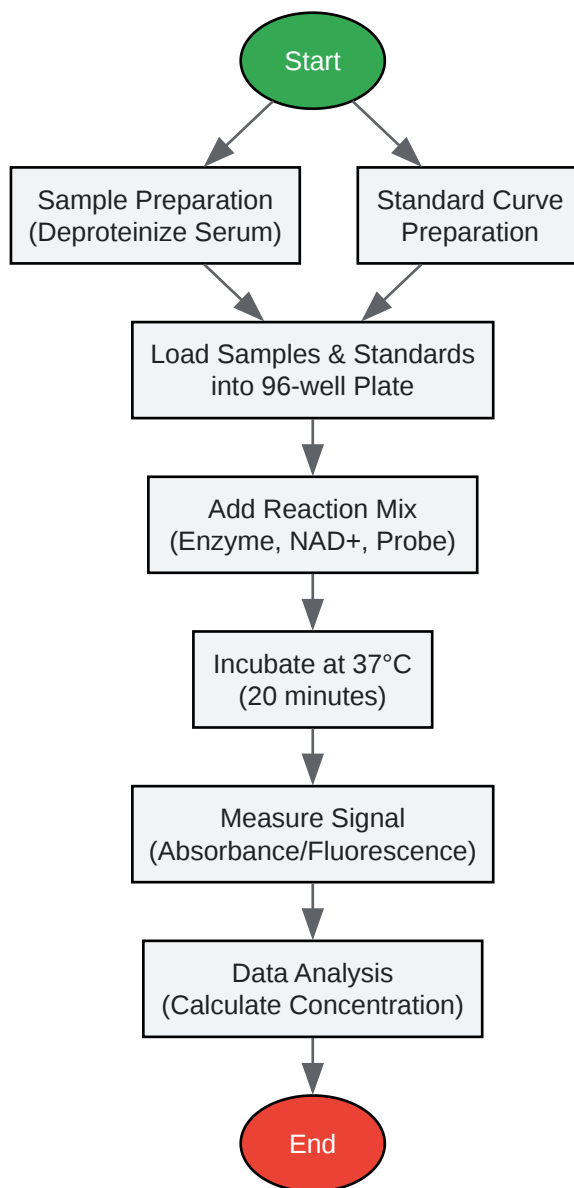 Start
Sample Preparation
(Deproteinize Serum)
Standard Curve
Preparation
Load Samples & Standards
into 96-well Plate
Add Reaction Mix
(Enzyme, NAD+, Probe)
Incubate at 37°C
(20 minutes)
Measure Signal
(Absorbance/Fluorescence)
Data Analysis
(Calculate Concentration)
End